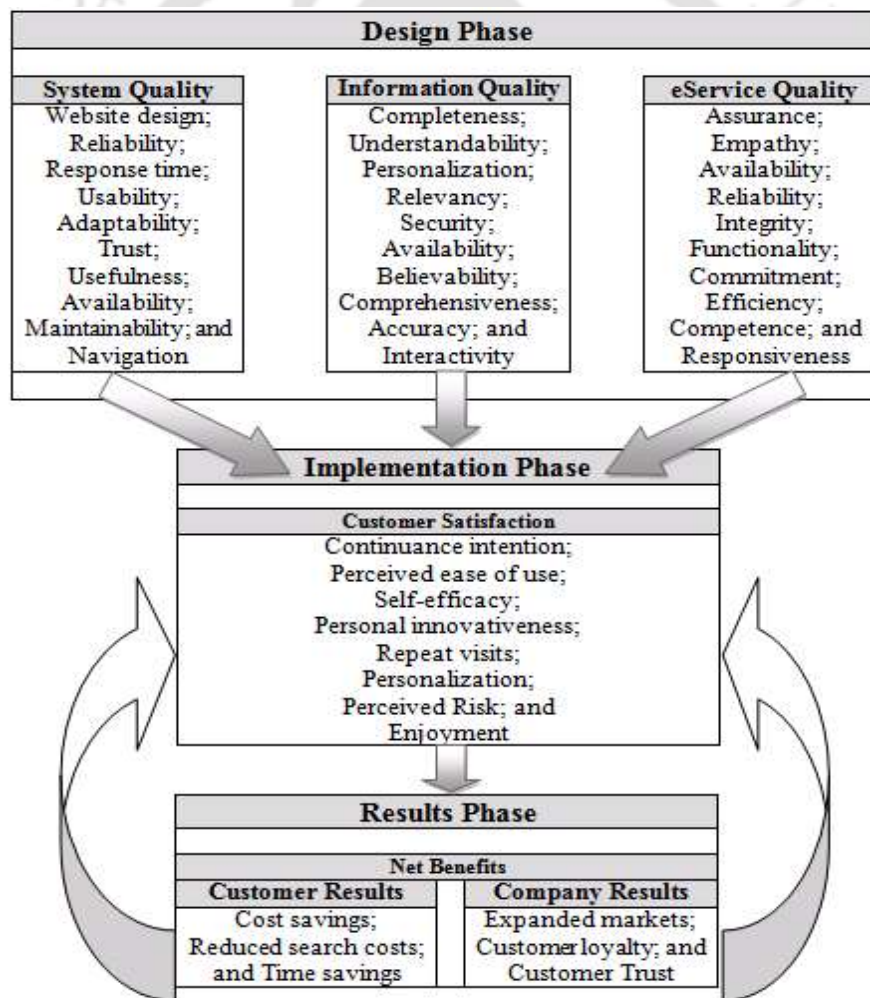 Design Phase
System Quality
Website design;
Reliability;
Response time;
Usability;
Adaptability;
Trust;
Usefulness;
Availability;
Maintainability; and
Navigation
Information Quality
Completeness;
Understandability;
Personalization;
Relevancy;
Security;
Availability;
Believability;
Comprehensiveness;
Accuracy; and
Interactivity
eService Quality
Assurance;
Empathy;
Availability;
Reliability;
Integrity;
Functionality;
Commitment;
Efficiency;
Competence; and
Responsiveness
Implementation Phase
Customer Satisfaction
Continuance intention;
Perceived ease of use;
Self-efficacy;
Personal innovativeness;
Repeat visits;
Personalization;
Perceived Risk; and
Enjoyment
Results Phase
Net Benefits
Customer Results
Cost savings;
Reduced search costs;
and Time savings
Company Results
Expanded markets;
Customerloyalty; and
Customer Trust